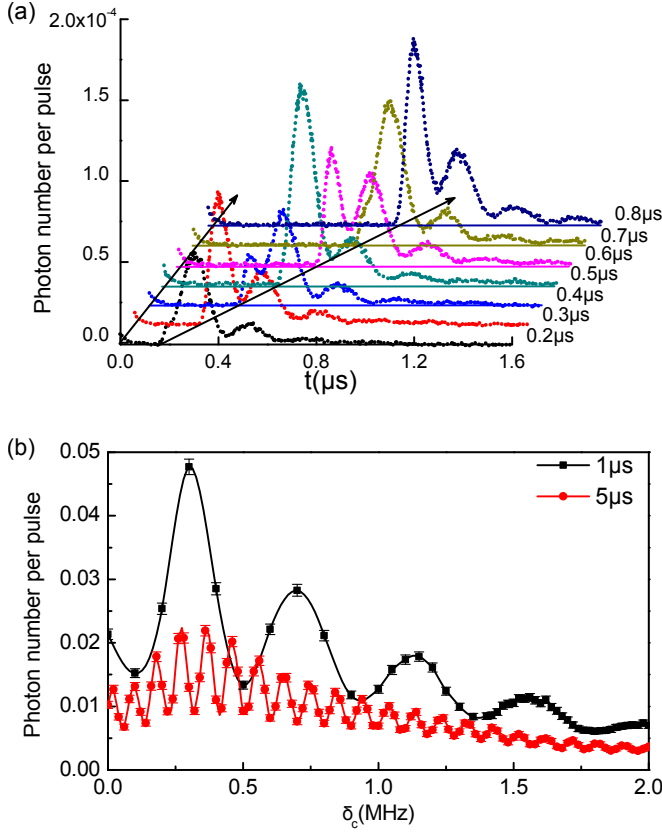 (a)
2.0x10⁻⁴
1.5
1.0
0.5
0.0
Photon number per pulse
0.8μs
0.7μs
0.6μs
0.5μs
0.4μs
0.3μs
0.2μs
0.0 0.4 0.8 1.2 1.6
t(μs)
(b)
0.05
0.04
0.03
0.02
0.01
0.00
Photon number per pulse
1μs
5μs
0.0 0.5 1.0 1.5 2.0
δc(MHz)